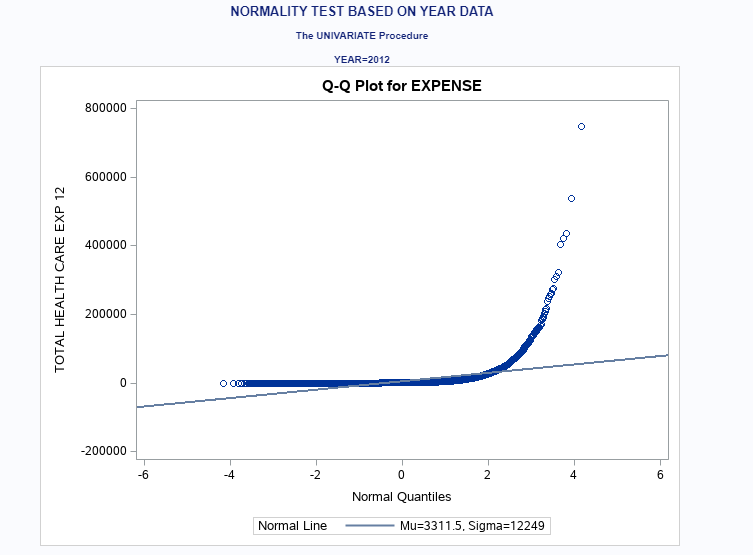 NORMALITY TEST BASED ON YEAR DATA
The UNIVARIATE Procedure
YEAR=2012
Q-Q Plot for EXPENSE
800000
600000
400000
200000
0
-200000
TOTAL HEALTH CARE EXP 12
-6 -4 -2 0 2 4 6
Normal Quantiles
Normal Line Mu=3311.5, Sigma=12249